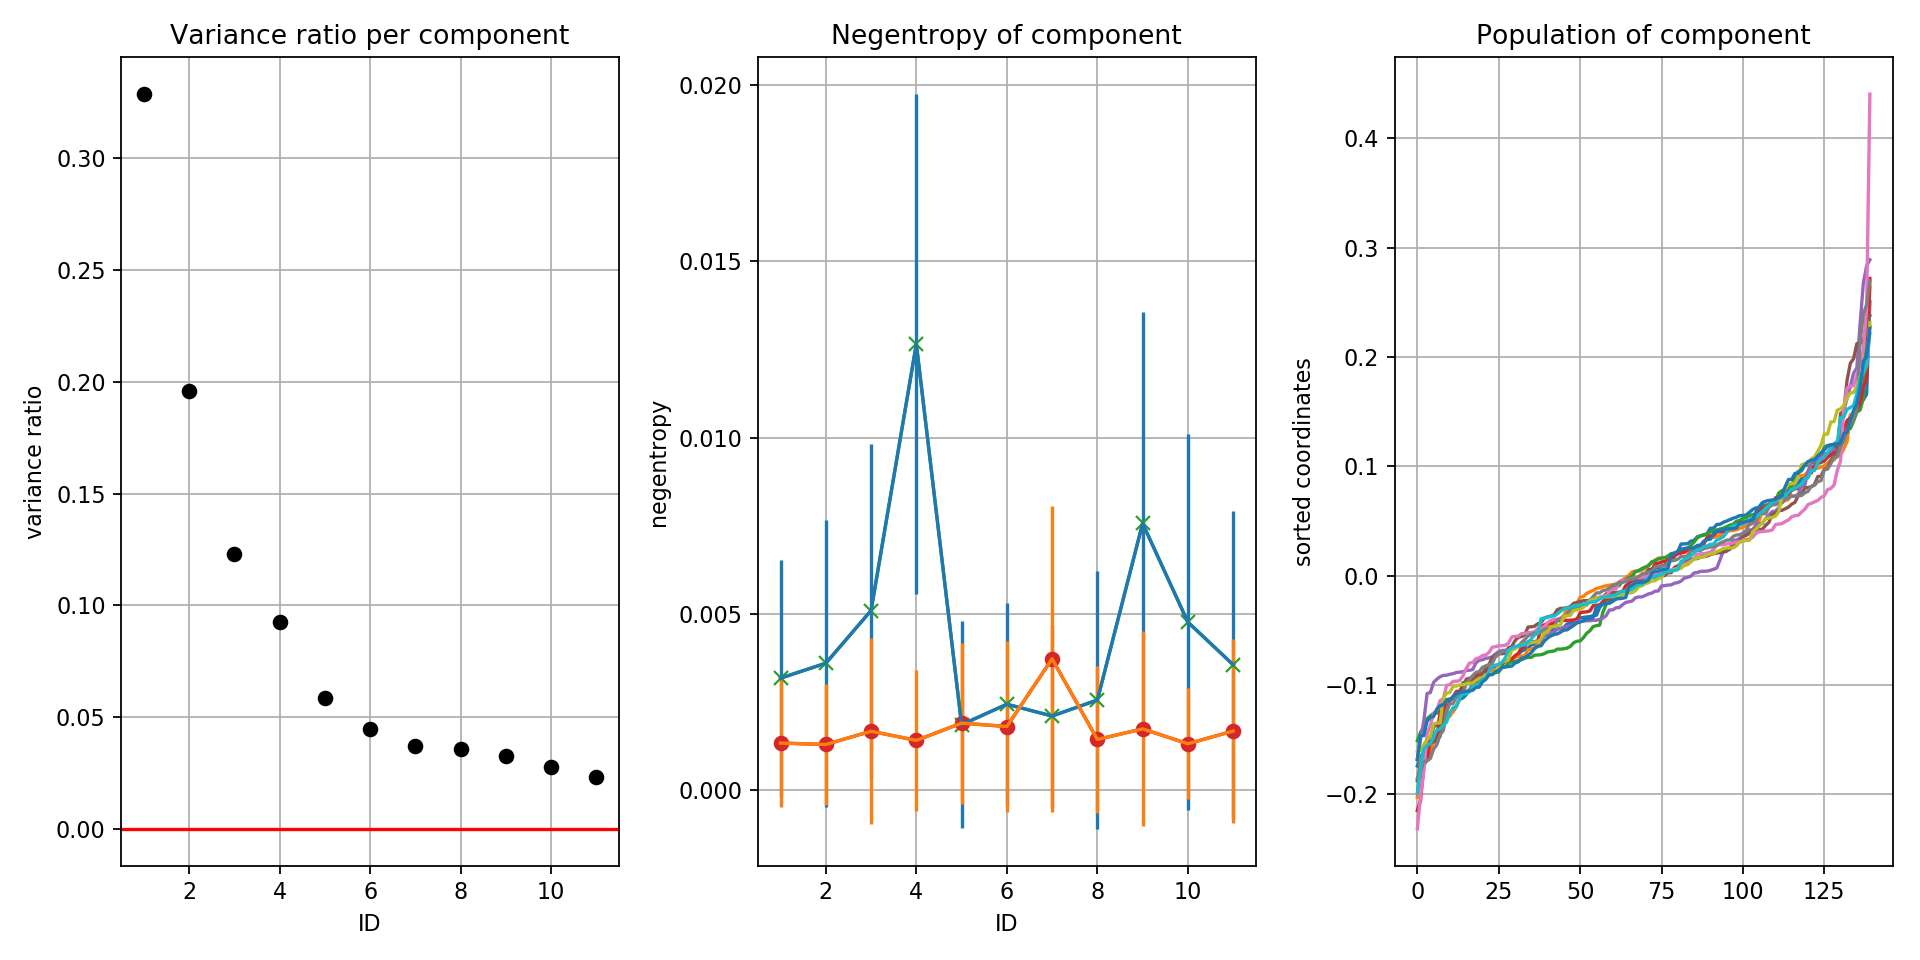 Variance ratio per component
variance ratio
0.30
0.25
0.20
0.15
0.10
0.05
0.00
2 4 6 8 10
ID
Negentropy of component
negentropy
0.020
0.015
0.010
0.005
0.000
2 4 6 8 10
ID
Population of component
sorted coordinates
0.4
0.3
0.2
0.1
0.0
−0.1
−0.2
0 25 50 75 100 125